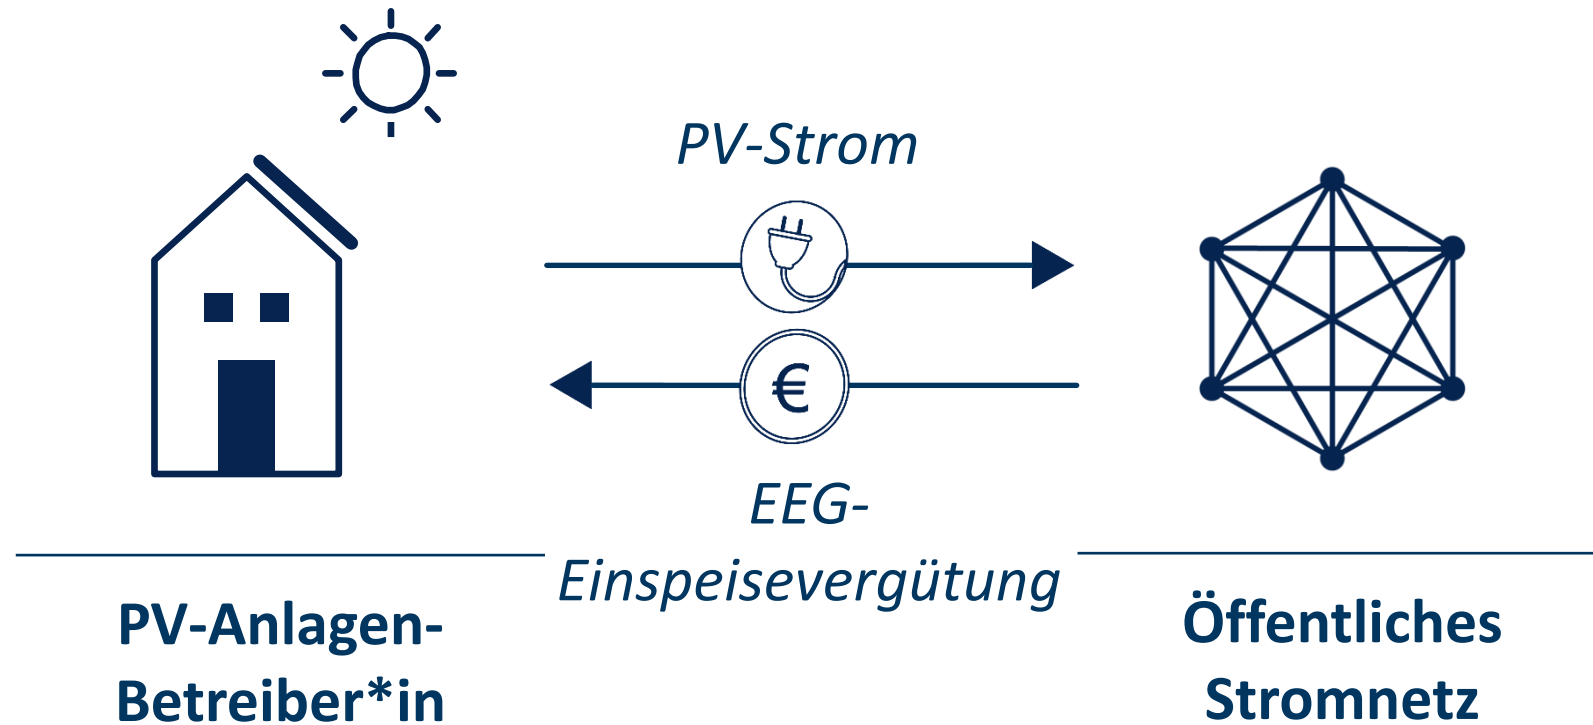 PV-Strom
€
EEG-
Einspeisevergütung
PV-Anlagen-
Betreiber*in
Öffentliches
Stromnetz